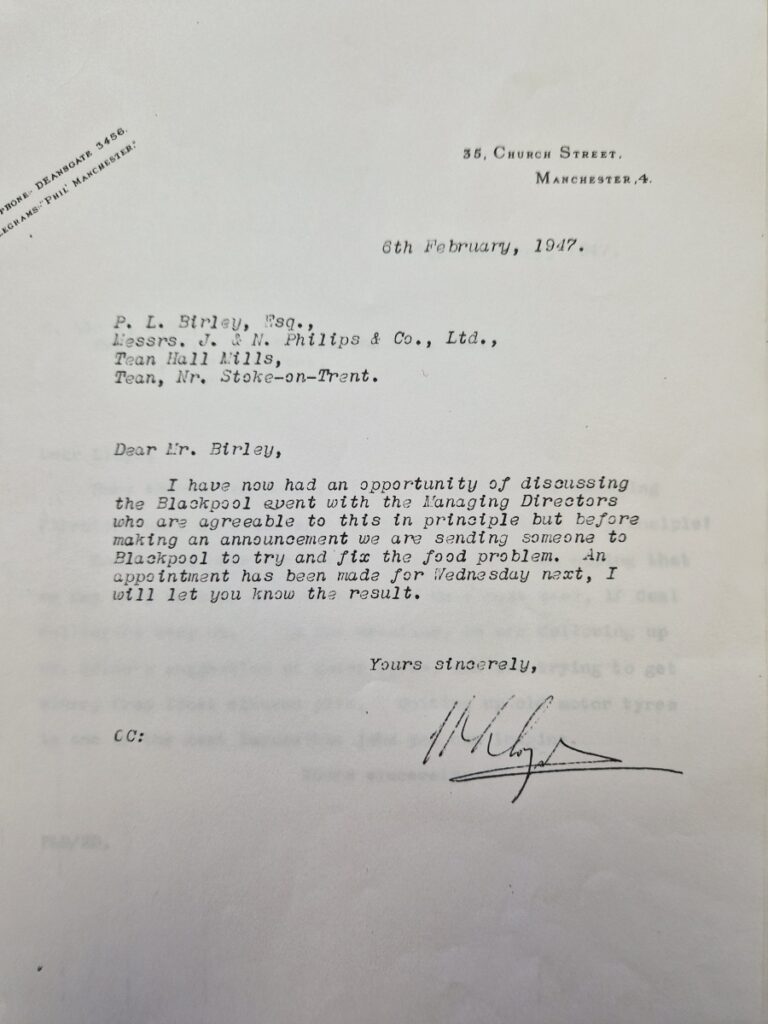 PHONE- DEANSGATE 3456.
EGRAMS-"PHIL" MANCHESTER."
35, CHURCH STREET,
MANCHESTER, 4.
6th February, 1947.
P. L. Birley, Esq.,
Messrs. J. & N. Philips & Co., Ltd.,
Tean Hall Mills,
Tean, Nr. Stoke-on-Trent.
Dear Mr. Birley,
I have now had an opportunity of discussing
the Blackpool event with the Managing Directors
who are agreeable to this in principle but before
making an announcement we are sending someone to
Blackpool to try and fix the food problem. An
appointment has been made for Wednesday next, I
will let you know the result.
Yours sincerely,
CC: